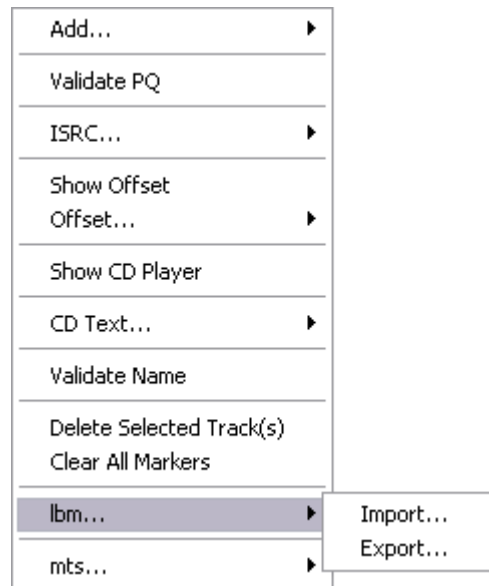 Add...
Validate PQ
ISRC...
Show Offset
Offset...
Show CD Player
CD Text...
Validate Name
Delete Selected Track(s)
Clear All Markers
lbm...
Import...
Export...
mts...